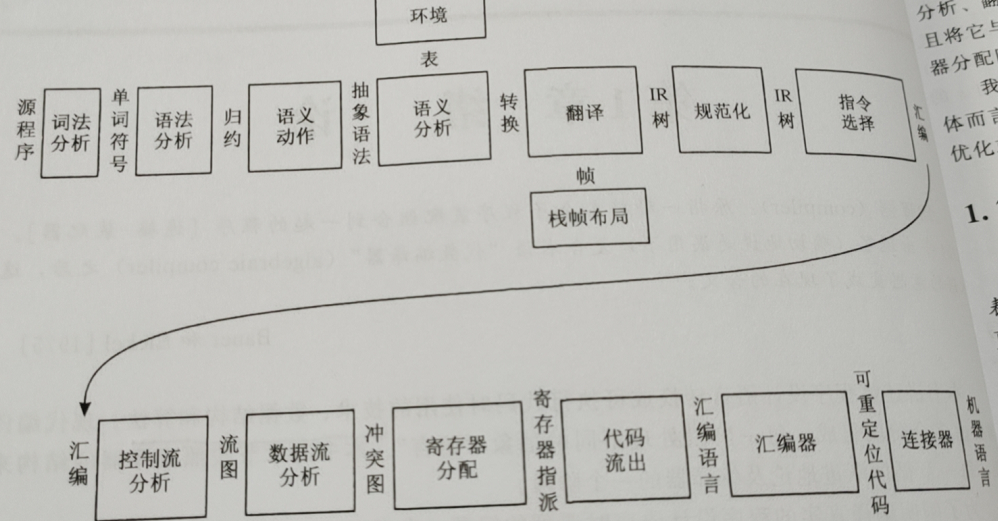 环境
表
源程序
词法
分析
单词符号
语法
分析
归约
语义
动作
抽象语法
语义
分析
转换
翻译
IR
树
规范化
IR
树
指令
选择
汇编
帧
栈帧布局
汇编
控制流
分析
流图
数据流
分析
冲突图
寄存器
分配
寄存器指派
代码
流出
汇编语言
汇编器
可重定位代码
连接器
机器语言
分析、翻
且将它与
器分配
我
体而言
优化
1.